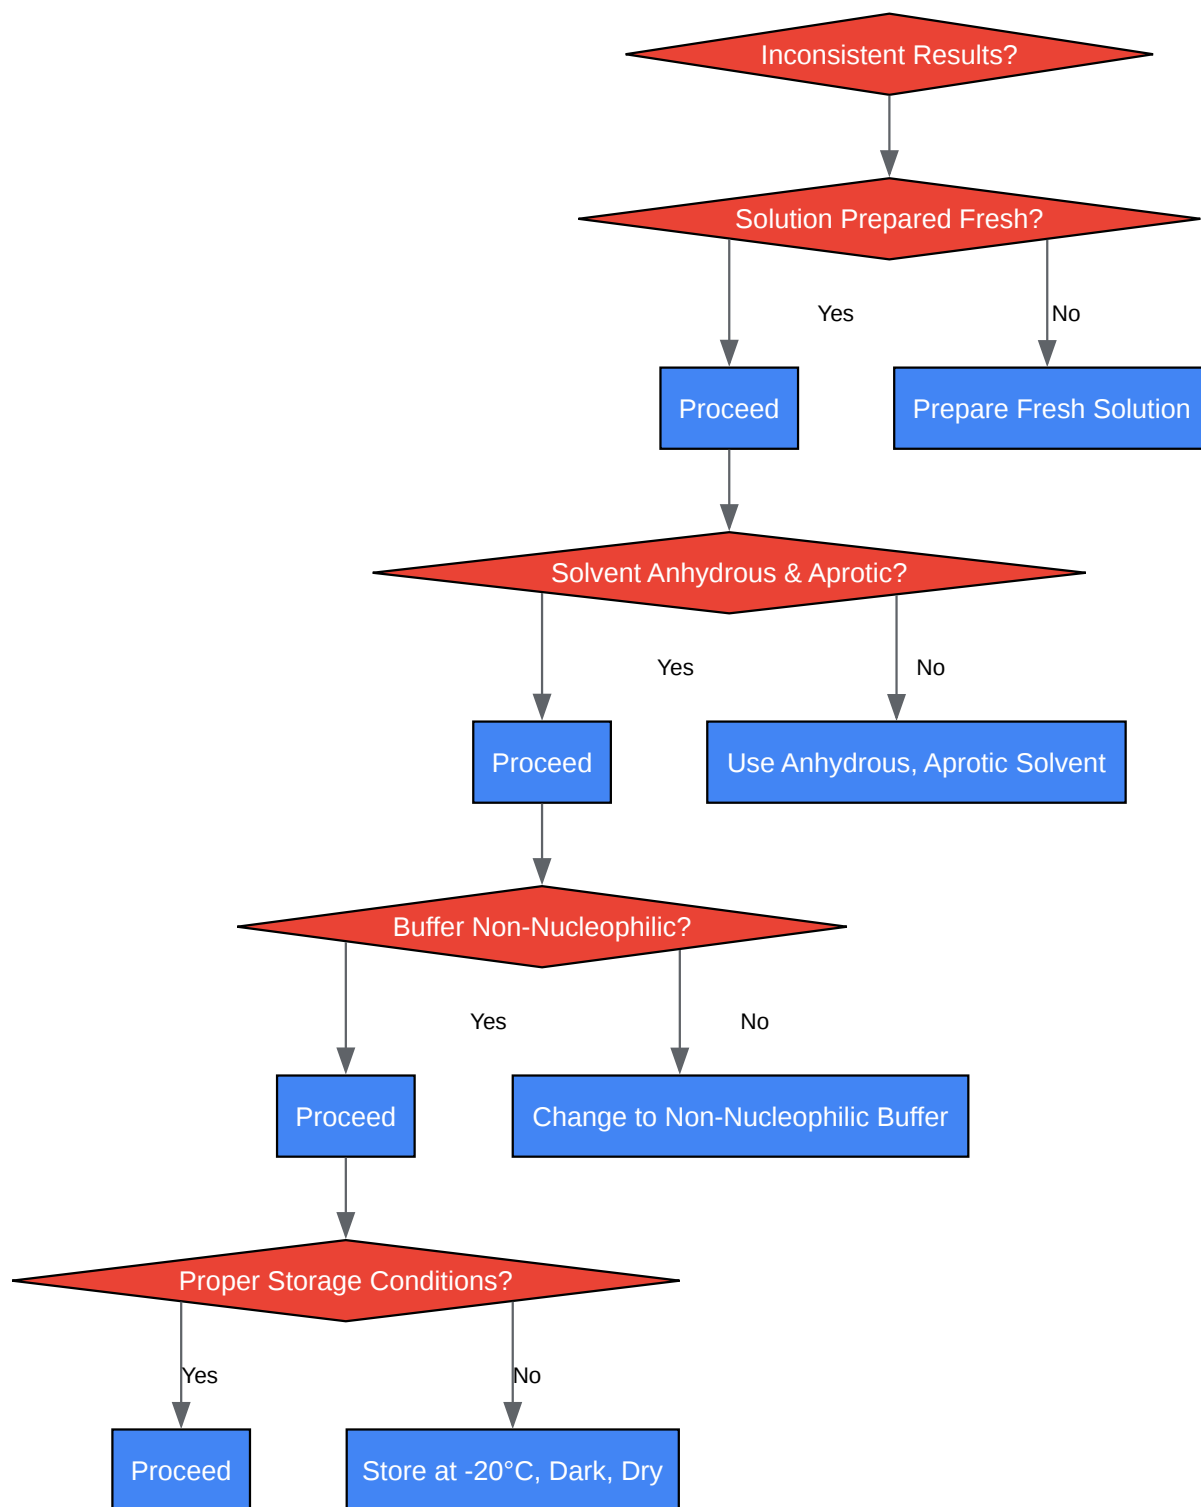 Inconsistent Results?
Solution Prepared Fresh?
Yes
No
Proceed
Prepare Fresh Solution
Solvent Anhydrous & Aprotic?
Yes
No
Proceed
Use Anhydrous, Aprotic Solvent
Buffer Non-Nucleophilic?
Yes
No
Proceed
Change to Non-Nucleophilic Buffer
Proper Storage Conditions?
Yes
No
Proceed
Store at -20°C, Dark, Dry